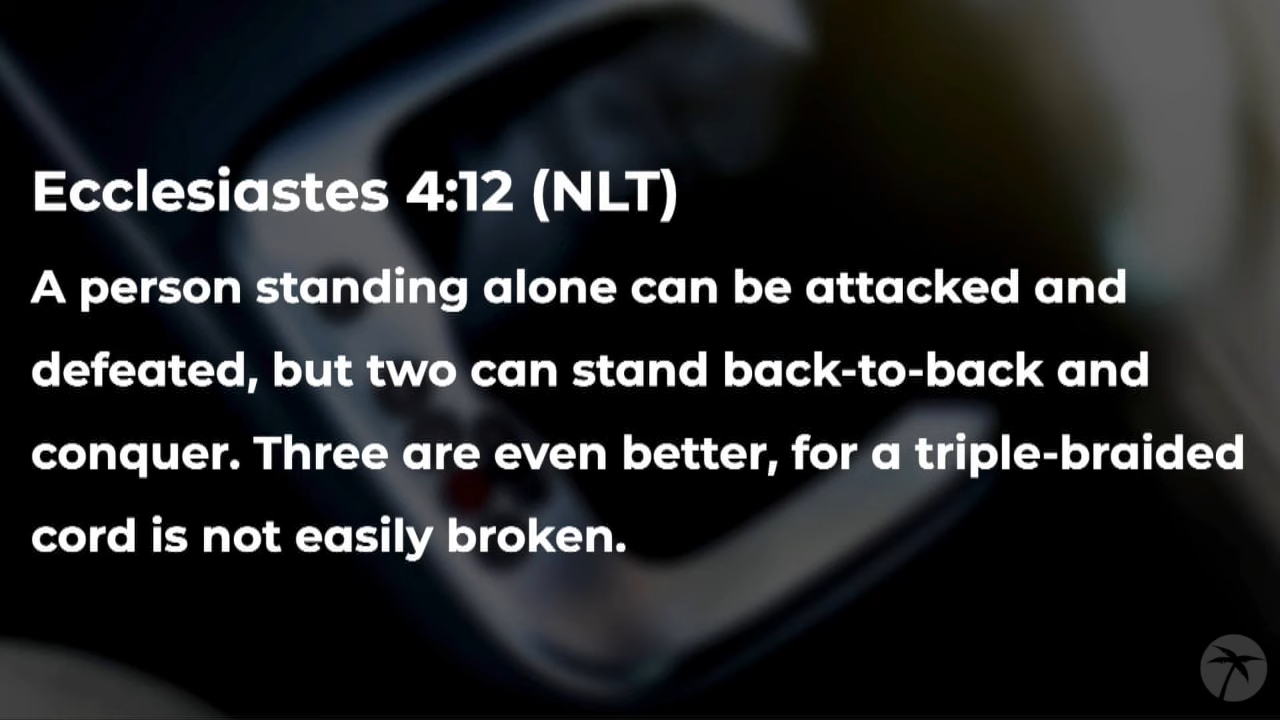 Ecclesiastes 4:12 (NLT)
A person standing alone can be attacked and
defeated, but two can stand back-to-back and
conquer. Three are even better, for a triple-braided
cord is not easily broken.